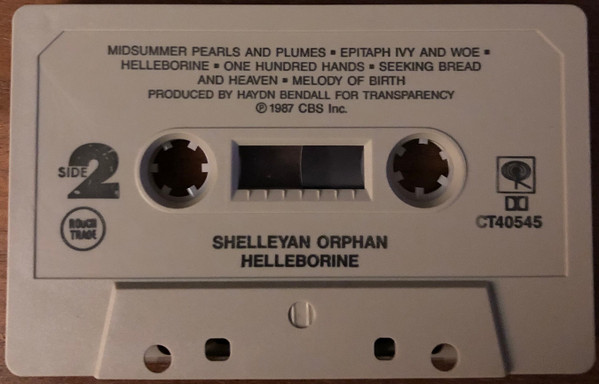 MIDSUMMER PEARLS AND PLUMES ▪ EPITAPH IVY AND WOE ▪
HELLEBORINE ▪ ONE HUNDRED HANDS ▪ SEEKING BREAD
AND HEAVEN ▪ MELODY OF BIRTH
PRODUCED BY HAYDN BENDALL FOR TRANSPARENCY
℗ 1987 CBS Inc.
SIDE 2
ROUGH
TRADE
CT40545
SHELLEYAN ORPHAN
HELLEBORINE